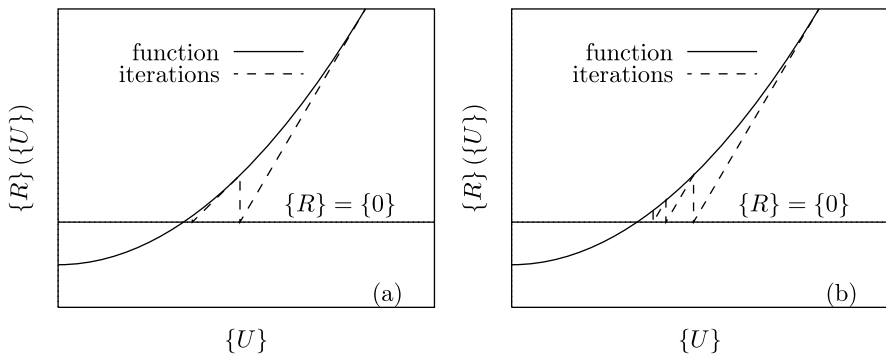 function
iterations
{R} ({U})
{R} = {0}
(a)
{U}
function
iterations
{R} ({U})
{R} = {0}
(b)
{U}